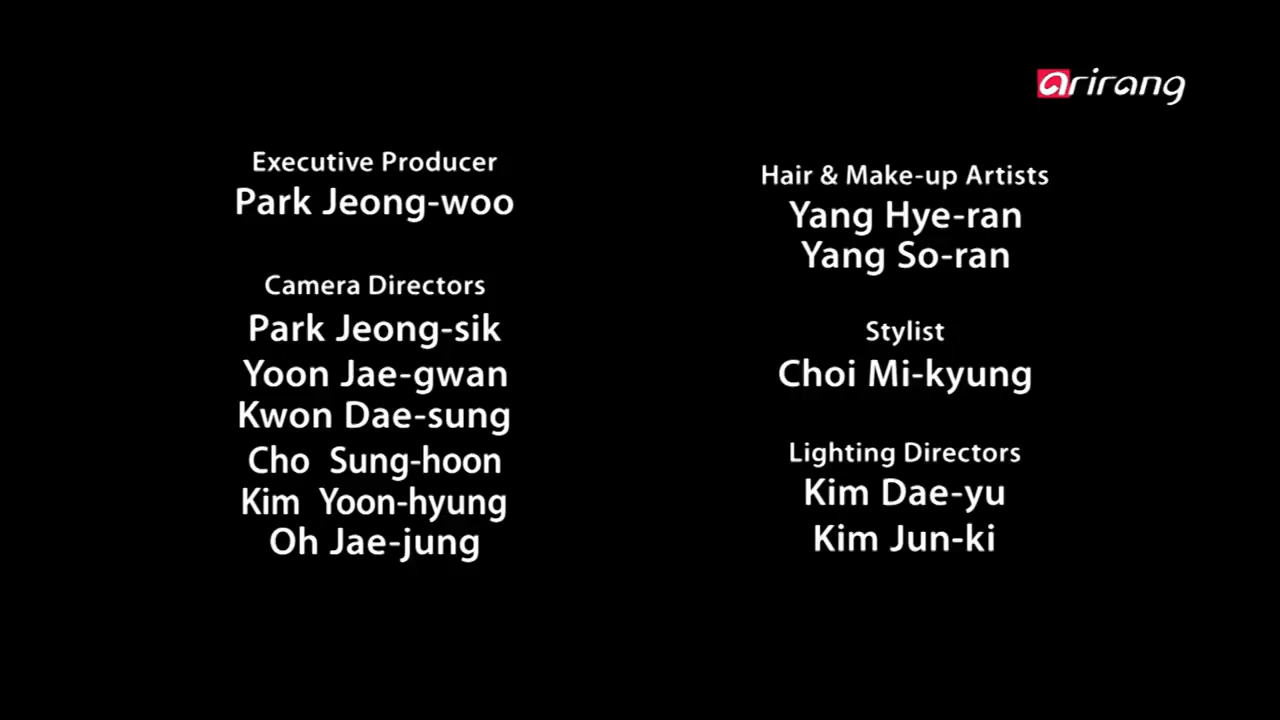 arirang
Executive Producer
Park Jeong-woo
Camera Directors
Park Jeong-sik
Yoon Jae-gwan
Kwon Dae-sung
Cho Sung-hoon
Kim Yoon-hyung
Oh Jae-jung
Hair & Make-up Artists
Yang Hye-ran
Yang So-ran
Stylist
Choi Mi-kyung
Lighting Directors
Kim Dae-yu
Kim Jun-ki